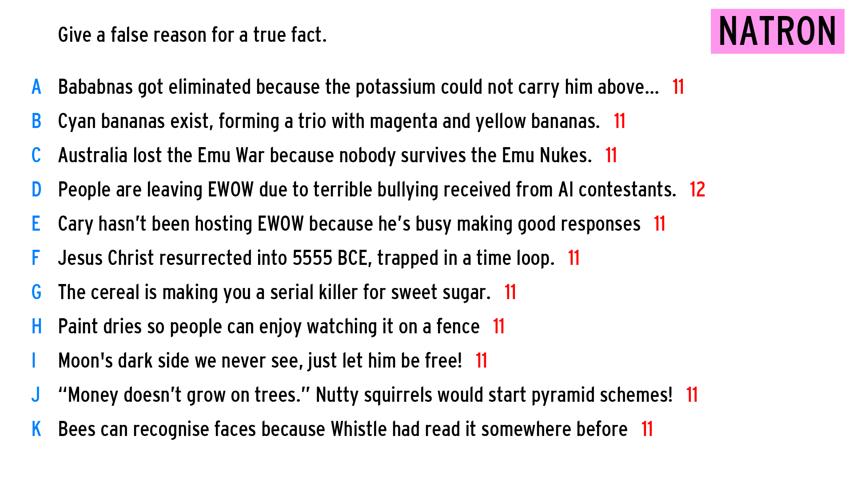 Give a false reason for a true fact.
NATRON
A Bababnas got eliminated because the potassium could not carry him above... 11
B Cyan bananas exist, forming a trio with magenta and yellow bananas. 11
C Australia lost the Emu War because nobody survives the Emu Nukes. 11
D People are leaving EWOW due to terrible bullying received from AI contestants. 12
E Cary hasn't been hosting EWOW because he's busy making good responses 11
F Jesus Christ resurrected into 5555 BCE, trapped in a time loop. 11
G The cereal is making you a serial killer for sweet sugar. 11
H Paint dries so people can enjoy watching it on a fence 11
I Moon's dark side we never see, just let him be free! 11
J “Money doesn't grow on trees.” Nutty squirrels would start pyramid schemes! 11
K Bees can recognise faces because Whistle had read it somewhere before 11